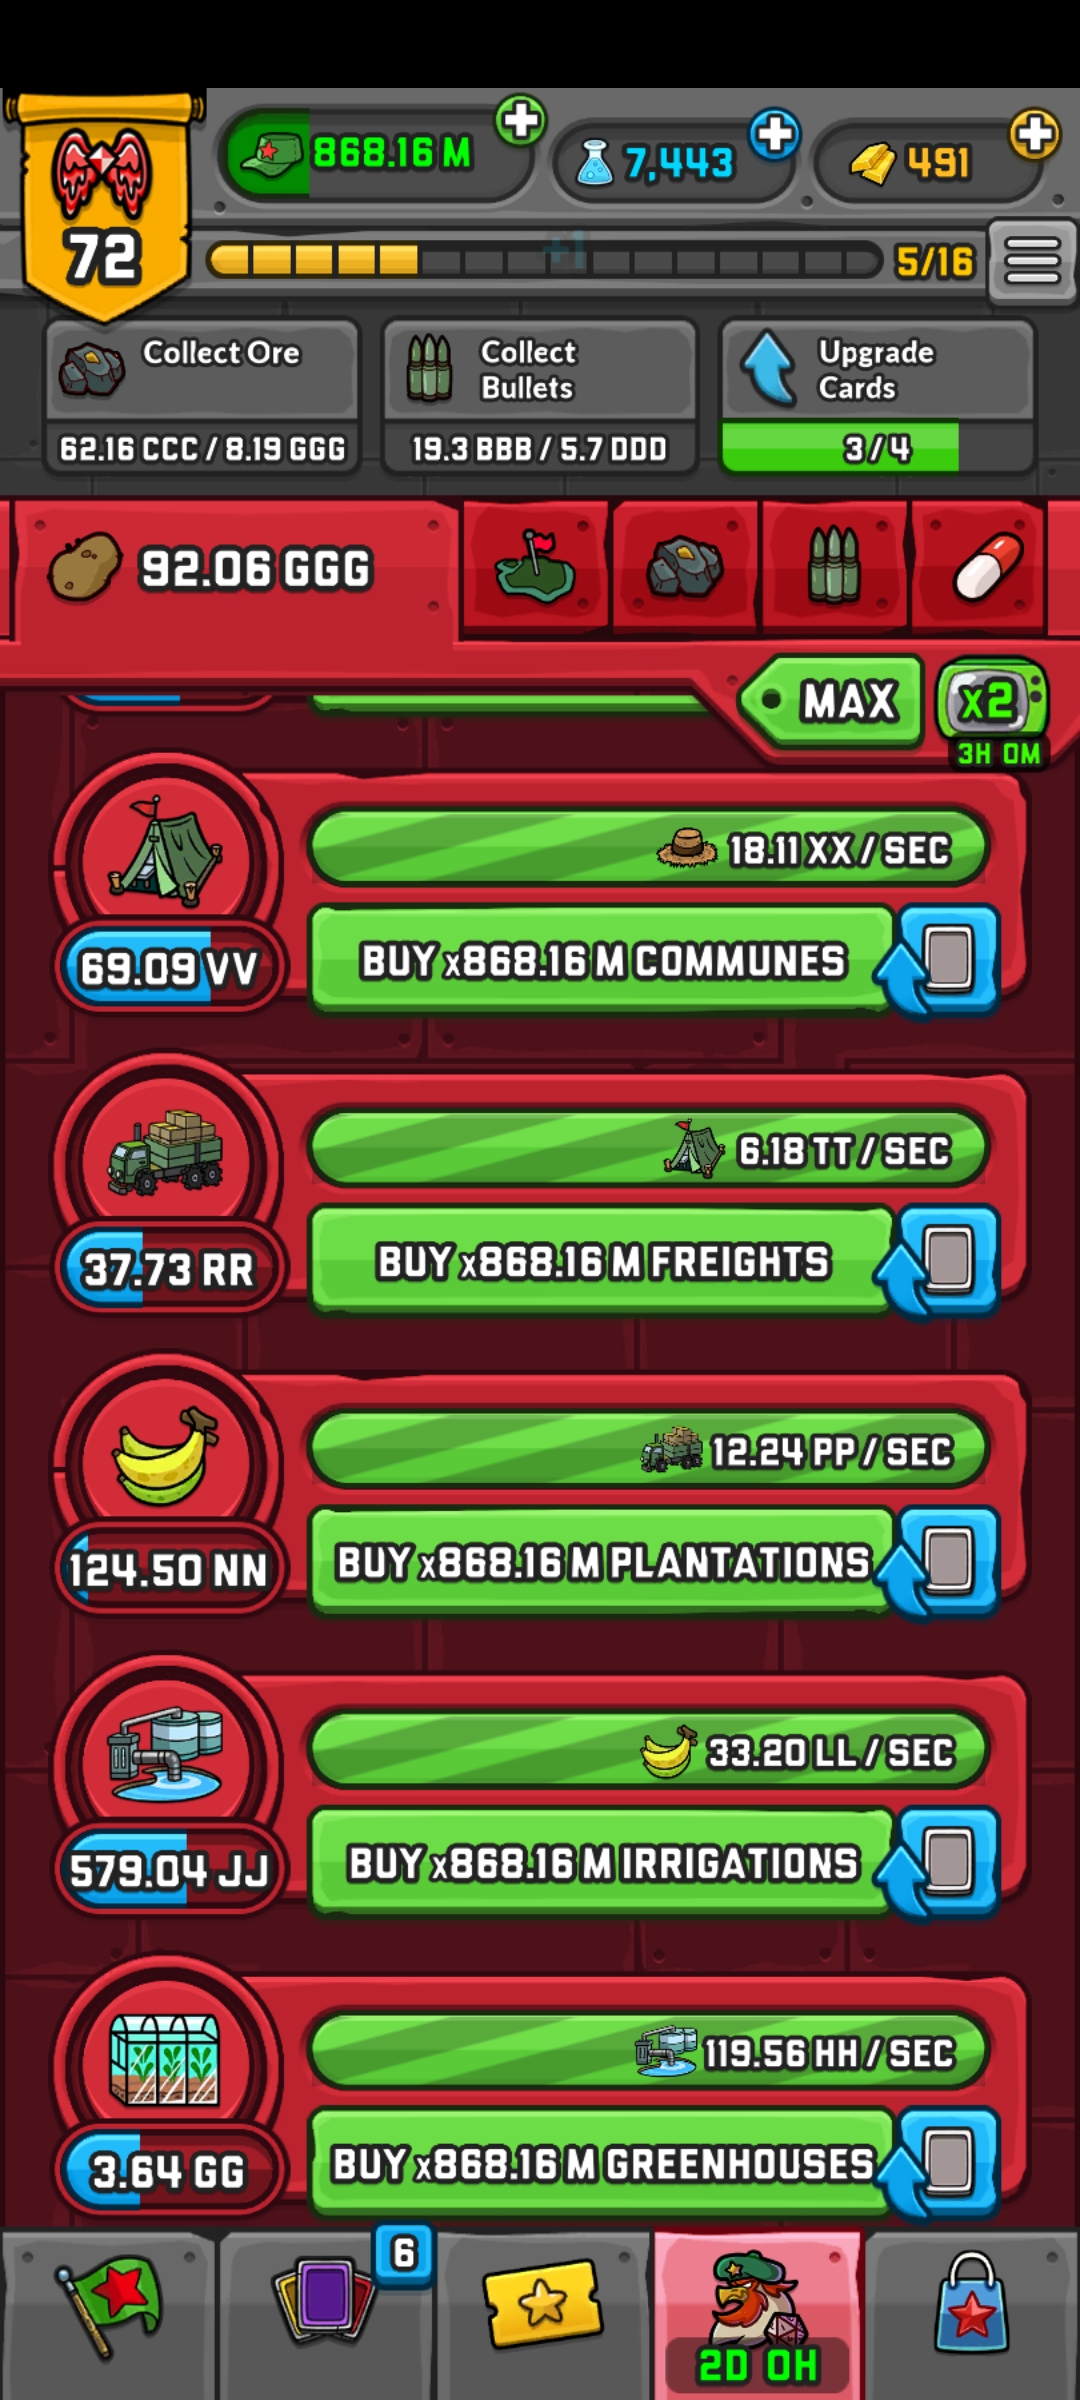 868.16 M
7,443
491
72
+1
5/16
Collect Ore
62.16 CCC / 8.19 GGG
Collect
Bullets
19.3 BBB / 5.7 DDD
Upgrade
Cards
3 / 4
92.06 GGG
MAX
x2
3H 0M
18.11 XX / SEC
69.09 VV
BUY x868.16 M COMMUNES
6.18 TT / SEC
37.73 RR
BUY x868.16 M FREIGHTS
12.24 PP / SEC
124.50 NN
BUY x868.16 M PLANTATIONS
33.20 LL / SEC
579.04 JJ
BUY x868.16 M IRRIGATIONS
119.56 HH / SEC
3.64 GG
BUY x868.16 M GREENHOUSES
6
2D 0H